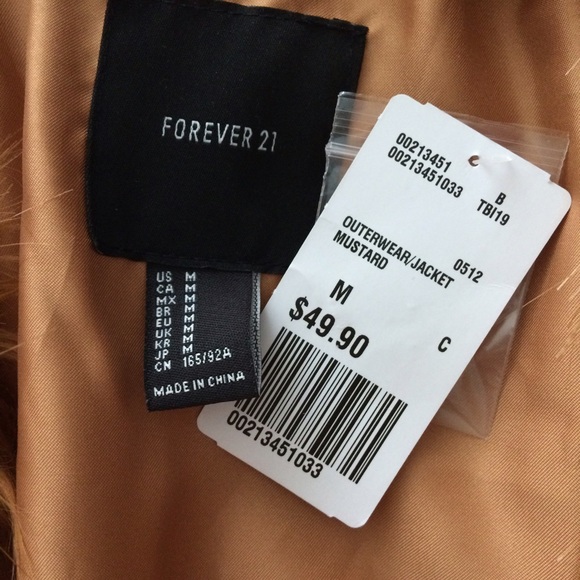 FOREVER 21
US M
CA M
MX M
BR M
EU M
UK M
KR M
JP M
CN 165/92A
MADE IN CHINA
00213451 B
00213451033 TBI19
OUTERWEAR/JACKET 0512
MUSTARD
M C
$49.90
00213451033